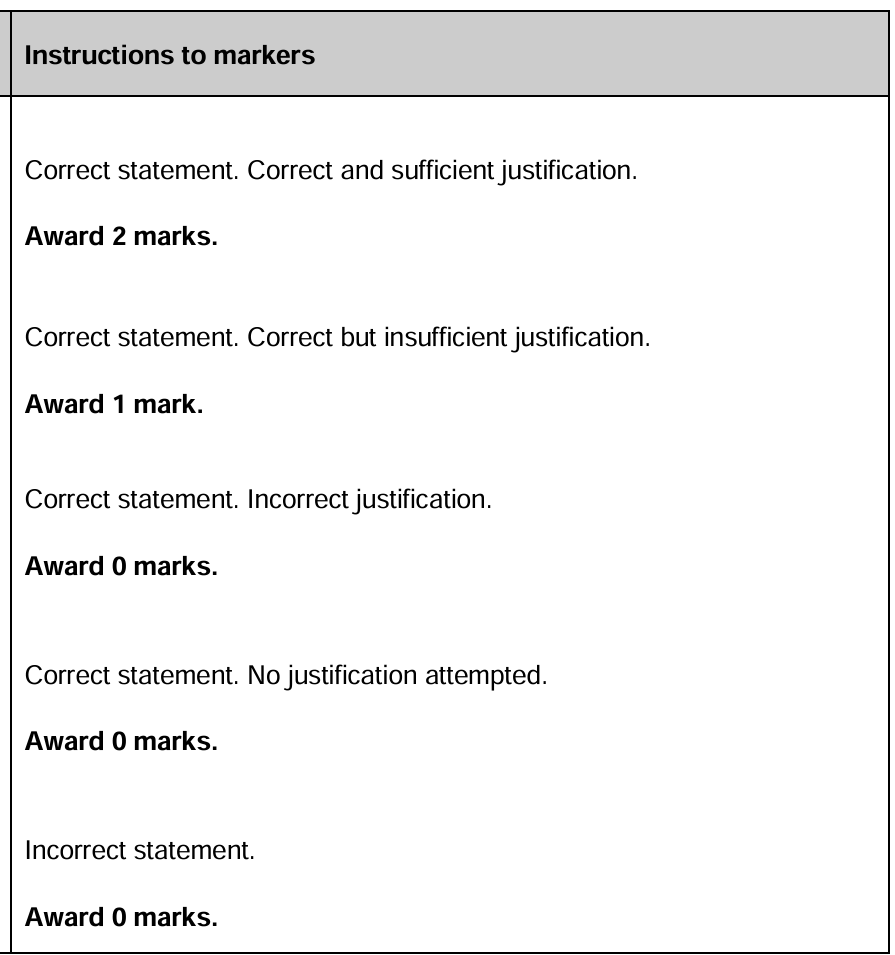 Instructions to markers
Correct statement. Correct and sufficient justification.
Award 2 marks.
Correct statement. Correct but insufficient justification.
Award 1 mark.
Correct statement. Incorrect justification.
Award 0 marks.
Correct statement. No justification attempted.
Award 0 marks.
Incorrect statement.
Award 0 marks.